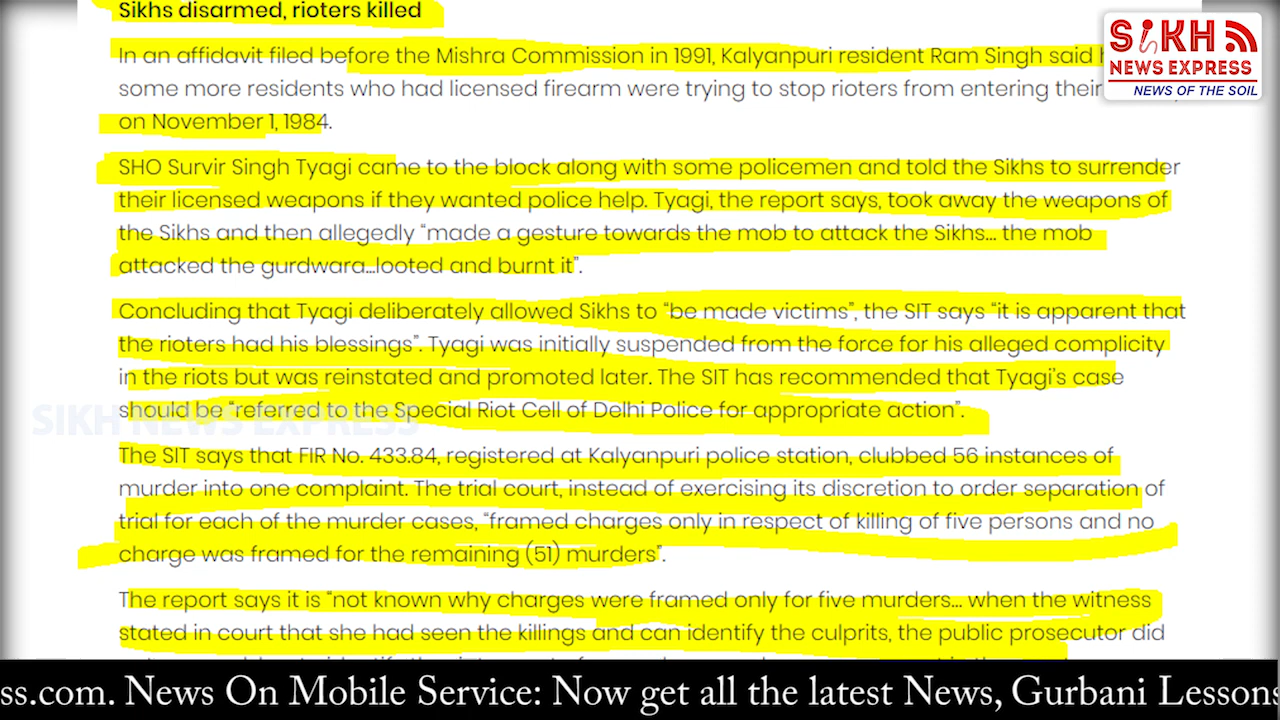 Sikhs disarmed, rioters killed
In an affidavit filed before the Mishra Commission in 1991, Kalyanpuri resident Ram Singh said
some more residents who had licensed firearm were trying to stop rioters from entering their
on November 1, 1984.
SHO Survir Singh Tyagi came to the block along with some policemen and told the Sikhs to surrender
their licensed weapons if they wanted police help. Tyagi, the report says, took away the weapons of
the Sikhs and then allegedly “made a gesture towards the mob to attack the Sikhs... the mob
attacked the gurdwara...looted and burnt it”.
Concluding that Tyagi deliberately allowed Sikhs to “be made victims”, the SIT says “it is apparent that
the rioters had his blessings”. Tyagi was initially suspended from the force for his alleged complicity
in the riots but was reinstated and promoted later. The SIT has recommended that Tyagi’s case
should be “referred to the Special Riot Cell of Delhi Police for appropriate action”.
The SIT says that FIR No. 433.84, registered at Kalyanpuri police station, clubbed 56 instances of
murder into one complaint. The trial court, instead of exercising its discretion to order separation of
trial for each of the murder cases, “framed charges only in respect of killing of five persons and no
charge was framed for the remaining (51) murders”.
The report says it is “not known why charges were framed only for five murders... when the witness
stated in court that she had seen the killings and can identify the culprits, the public prosecutor did
SiKH
NEWS EXPRESS
NEWS OF THE SOIL
SIKH NEWS EXPRESS
ss.com. News On Mobile Service: Now get all the latest News, Gurbani Lessons